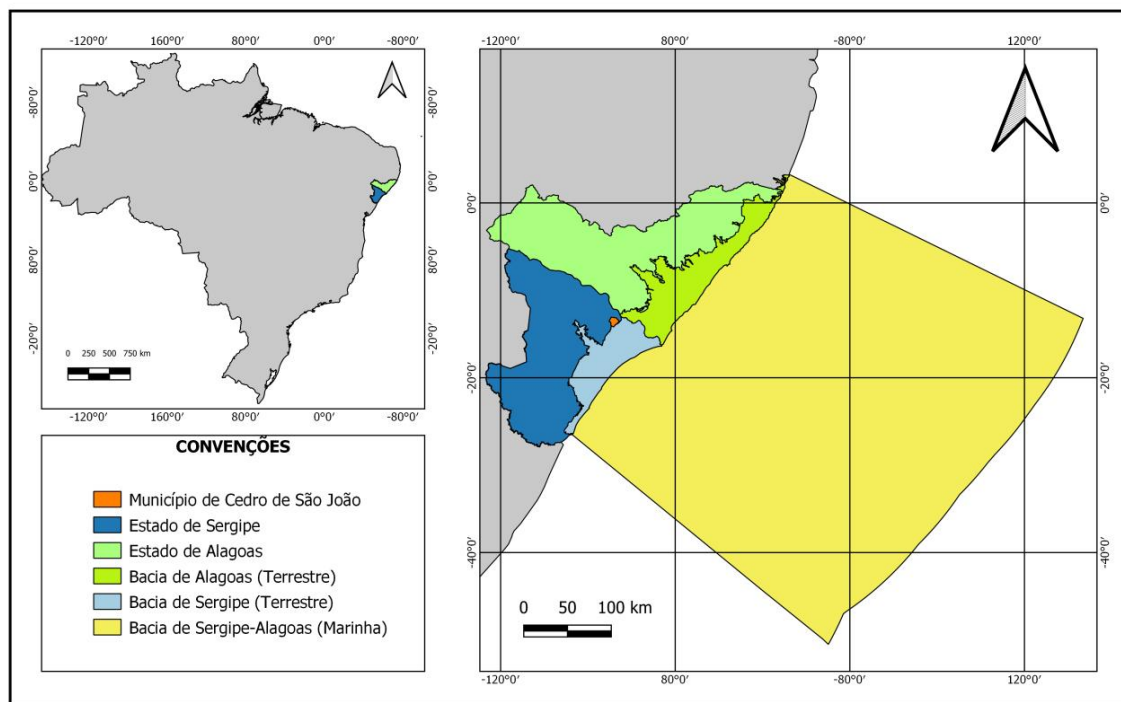 -120°0′ 160°0′ 80°0′ 0°0′ -80°0′
-80°0′ -80°0′
0°0′ 0°0′
80°0′ 80°0′
-20°0′ -20°0′
0 250 500 750 km
-120°0′ 160°0′ 80°0′ 0°0′ -80°0′
CONVENÇÕES
Município de Cedro de São João
Estado de Sergipe
Estado de Alagoas
Bacia de Alagoas (Terrestre)
Bacia de Sergipe (Terrestre)
Bacia de Sergipe-Alagoas (Marinha)
-120°0′ 80°0′ -80°0′ 120°0′
0°0′ 0°0′
-20°0′ -20°0′
-40°0′ -40°0′
0 50 100 km
-120°0′ 80°0′ -80°0′ 120°0′